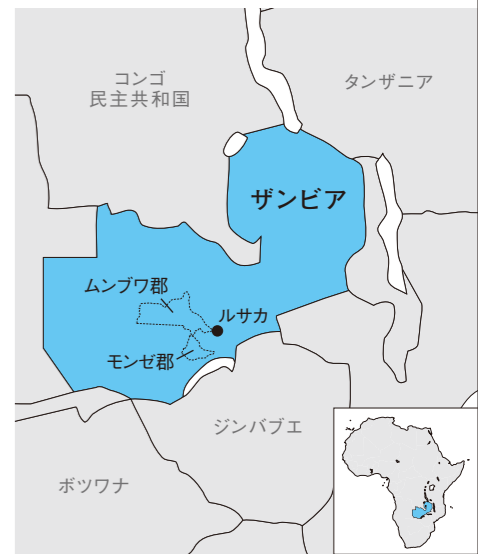 コンゴ
民主共和国
タンザニア
ザンビア
ムンブワ郡
ルサカ
モンゼ郡
ジンバブエ
ボツワナ